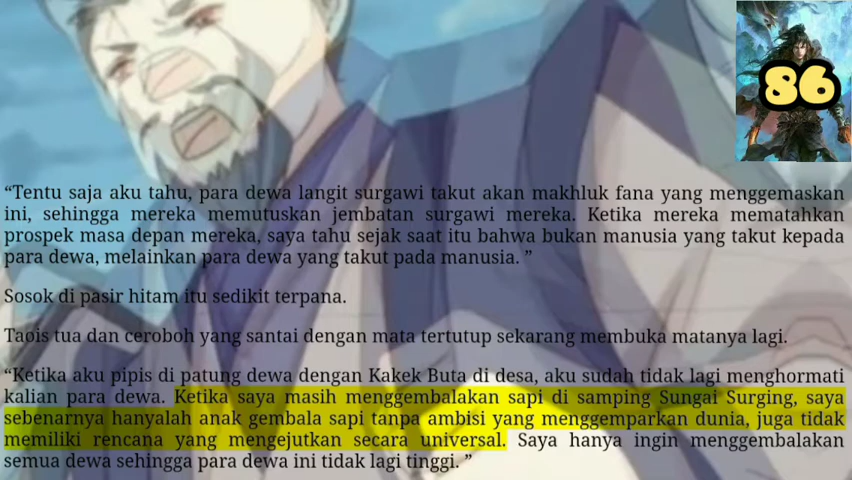 86
“Tentu saja aku tahu, para dewa langit surgawi takut akan makhluk fana yang menggemaskan
ini, sehingga mereka memutuskan jembatan surgawi mereka. Ketika mereka mematahkan
prospek masa depan mereka, saya tahu sejak saat itu bahwa bukan manusia yang takut kepada
para dewa, melainkan para dewa yang takut pada manusia. ”
Sosok di pasir hitam itu sedikit terpana.
Taois tua dan ceroboh yang santai dengan mata tertutup sekarang membuka matanya lagi.
“Ketika aku pipis di patung dewa dengan Kakek Buta di desa, aku sudah tidak lagi menghormati
kalian para dewa. Ketika saya masih menggembalakan sapi di samping Sungai Surging, saya
sebenarnya hanyalah anak gembala sapi tanpa ambisi yang menggemparkan dunia, juga tidak
memiliki rencana yang mengejutkan secara universal. Saya hanya ingin menggembalakan
semua dewa sehingga para dewa ini tidak lagi tinggi. ”